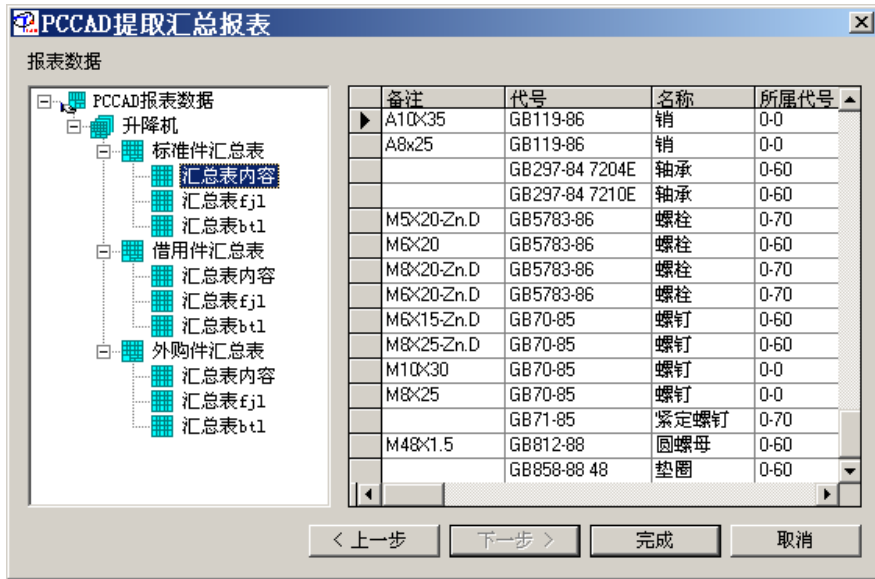 PCCAD提取汇总报表
报表数据
PCCAD报表数据
升降机
标准件汇总表
汇总表内容
汇总表fjl
汇总表btl
借用件汇总表
汇总表内容
汇总表fjl
汇总表btl
外购件汇总表
汇总表内容
汇总表fjl
汇总表btl
备注 代号 名称 所属代号
A10X35 GB119-86 销 0-0
A8x25 GB119-86 销 0-0
GB297-84 7204E 轴承 0-60
GB297-84 7210E 轴承 0-60
M5X20-Zn.D GB5783-86 螺栓 0-70
M6X20 GB5783-86 螺栓 0-60
M8X20-Zn.D GB5783-86 螺栓 0-70
M6X20-Zn.D GB5783-86 螺栓 0-70
M6X15-Zn.D GB70-85 螺钉 0-60
M8X25-Zn.D GB70-85 螺钉 0-60
M10X30 GB70-85 螺钉 0-0
M8X25 GB70-85 螺钉 0-0
GB71-85 紧定螺钉 0-70
M48X1.5 GB812-88 圆螺母 0-60
GB858-88 48 垫圈 0-60
< 上一步 下一步 > 完成 取消